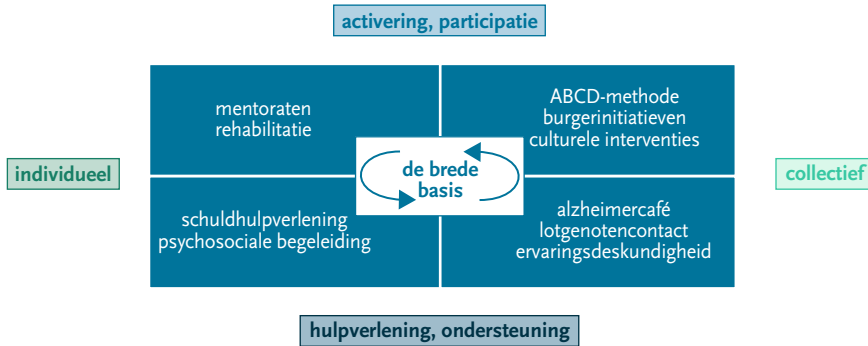 activering, participatie
mentoraten
rehabilitatie
ABCD-methode
burgerinitiatieven
culturele interventies
individueel
de brede
basis
collectief
schuldhulpverlening
psychosociale begeleiding
alzheimercafé
lotgenotencontact
ervaringsdeskundigheid
hulpverlening, ondersteuning